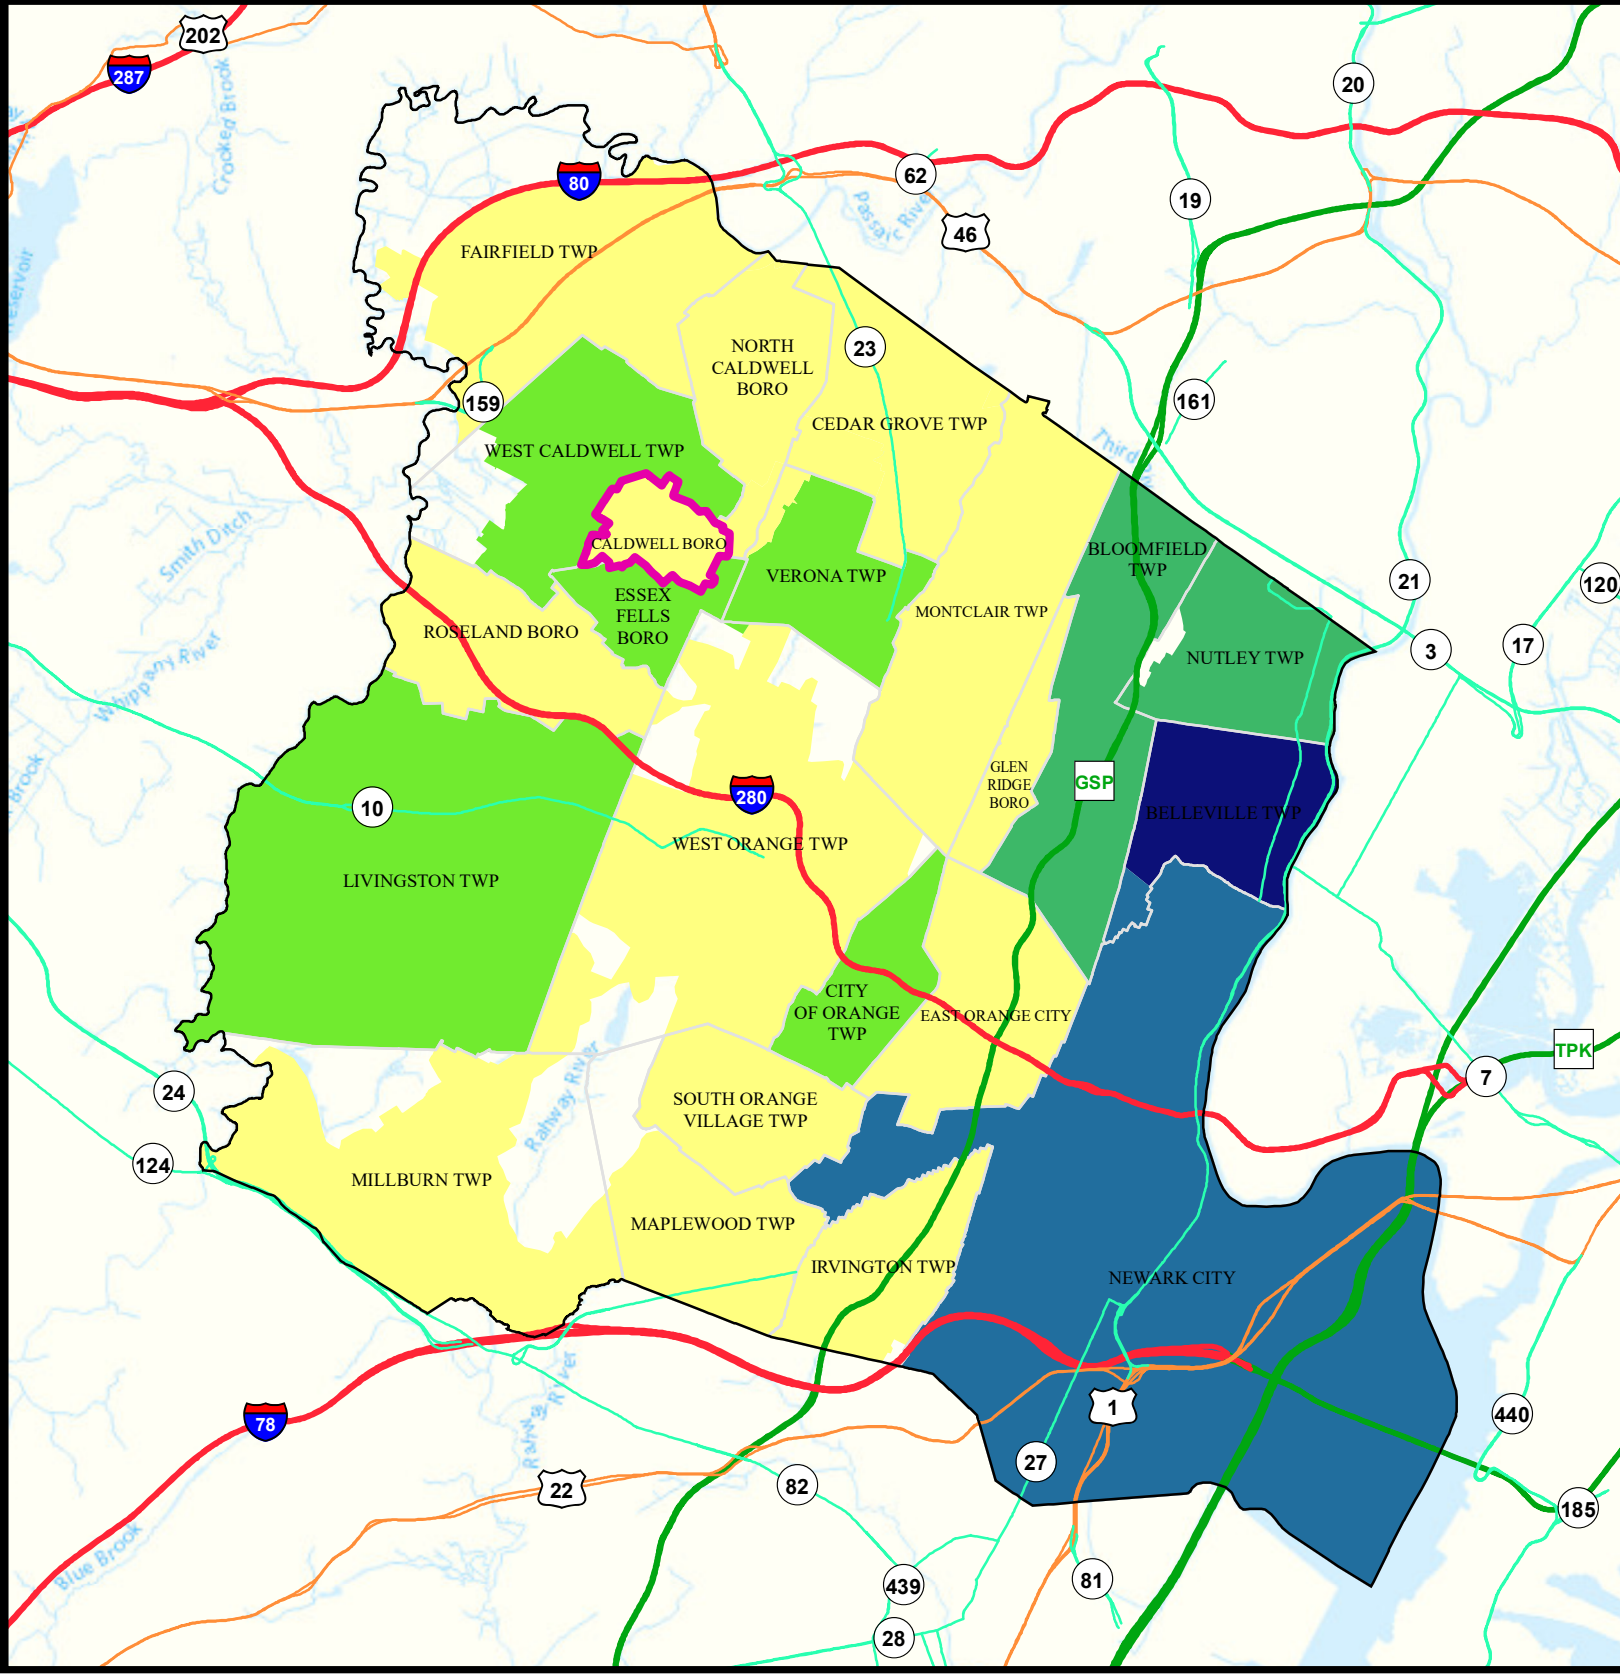 202
287
Crooked Brook
80
62
Passaic River
46
20
19
FAIRFIELD TWP
Reservoir
NORTH
CALDWELL
BORO
23
159
161
CEDAR GROVE TWP
WEST CALDWELL TWP
Third
Smith Ditch
CALDWELL BORO
BLOOMFIELD
TWP
VERONA TWP
21
120
ESSEX
FELLS
BORO
MONTCLAIR TWP
ROSELAND BORO
NUTLEY TWP
3
17
Whippany River
Brook
GLEN
RIDGE
BORO
GSP
280
10
BELLEVILLE TWP
WEST ORANGE TWP
LIVINGSTON TWP
CITY
OF ORANGE
TWP
EAST ORANGE CITY
TPK
7
24
Rahway River
SOUTH ORANGE
VILLAGE TWP
124
MILLBURN TWP
MAPLEWOOD TWP
IRVINGTON TWP
NEWARK CITY
78
1
440
Rahway River
27
22
82
185
Blue Brook
439
81
28